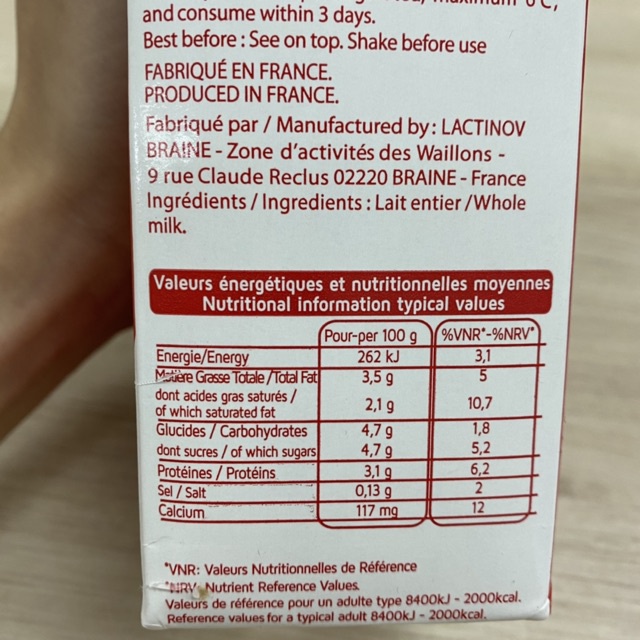 and consume within 3 days.
Best before : See on top. Shake before use
FABRIQUÉ EN FRANCE.
PRODUCED IN FRANCE.
Fabriqué par / Manufactured by : LACTINOV
BRAINE - Zone d'activités des Waillons -
9 rue Claude Reclus 02220 BRAINE - France
Ingrédients / Ingredients : Lait entier /Whole
milk.
Valeurs énergétiques et nutritionnelles moyennes
Nutritional information typical values
Pour-per 100 g %VNR*-%NRV*
Energie/Energy 262 kJ 3,1
Matière Grasse Totale /Total Fat 3,5 g 5
dont acides gras saturés /
of which saturated fat 2,1 g 10,7
Glucides / Carbohydrates 4,7 g 1,8
dont sucres / of which sugars 4,7 g 5,2
Protéines / Protéins 3,1 g 6,2
Sel / Salt 0,13 g 2
Calcium 117 mg 12
*VNR: Valeurs Nutritionnelles de Référence
*NRV: Nutrient Reference Values.
Valeurs de référence pour un adulte type 8400kJ - 2000kcal.
Reference values for a typical adult 8400kJ - 2000kcal.